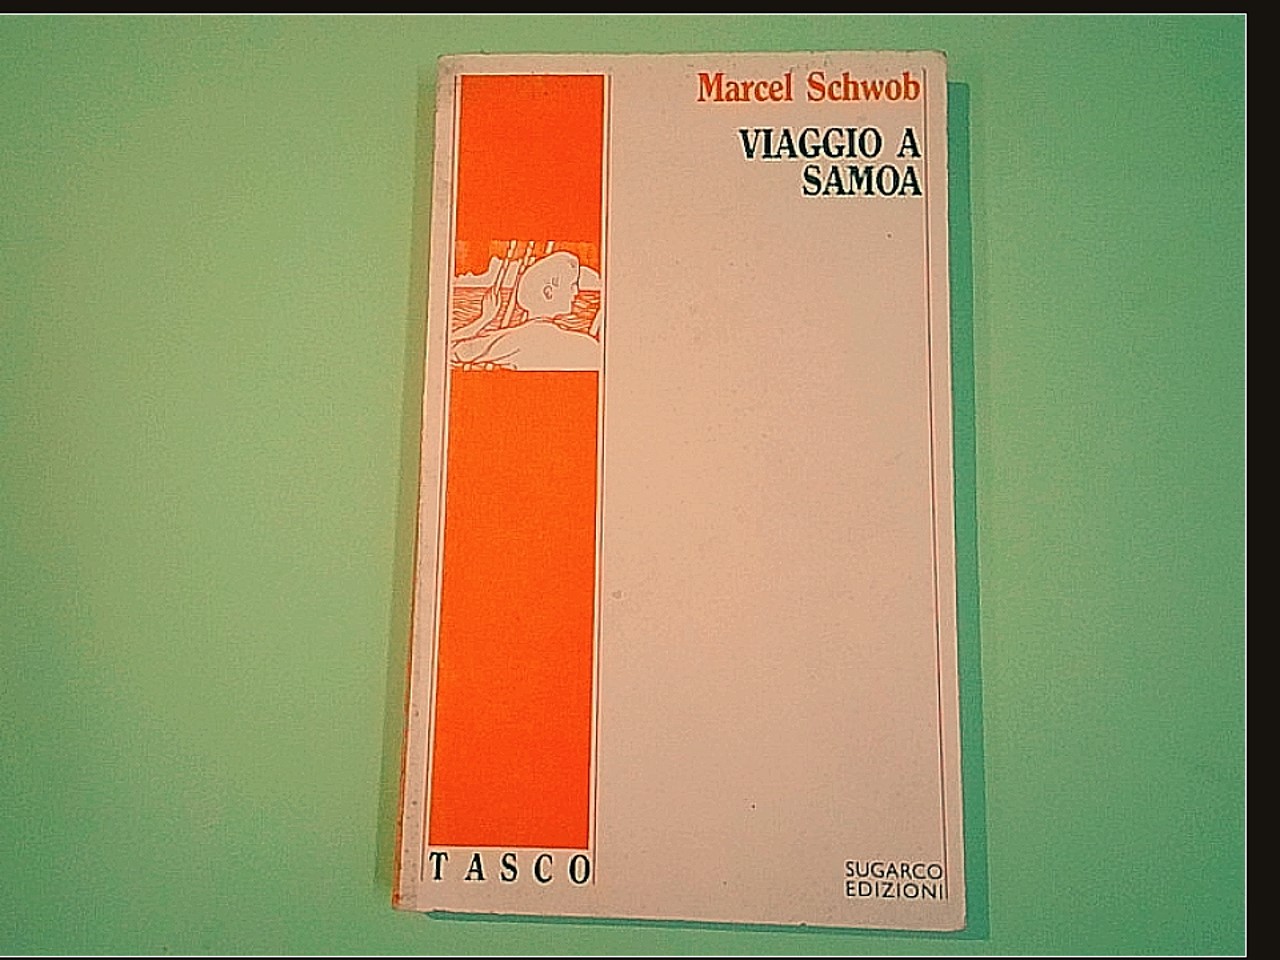 Marcel Schwob
VIAGGIO A
SAMOA
TASCO
SUGARCO
EDIZIONI